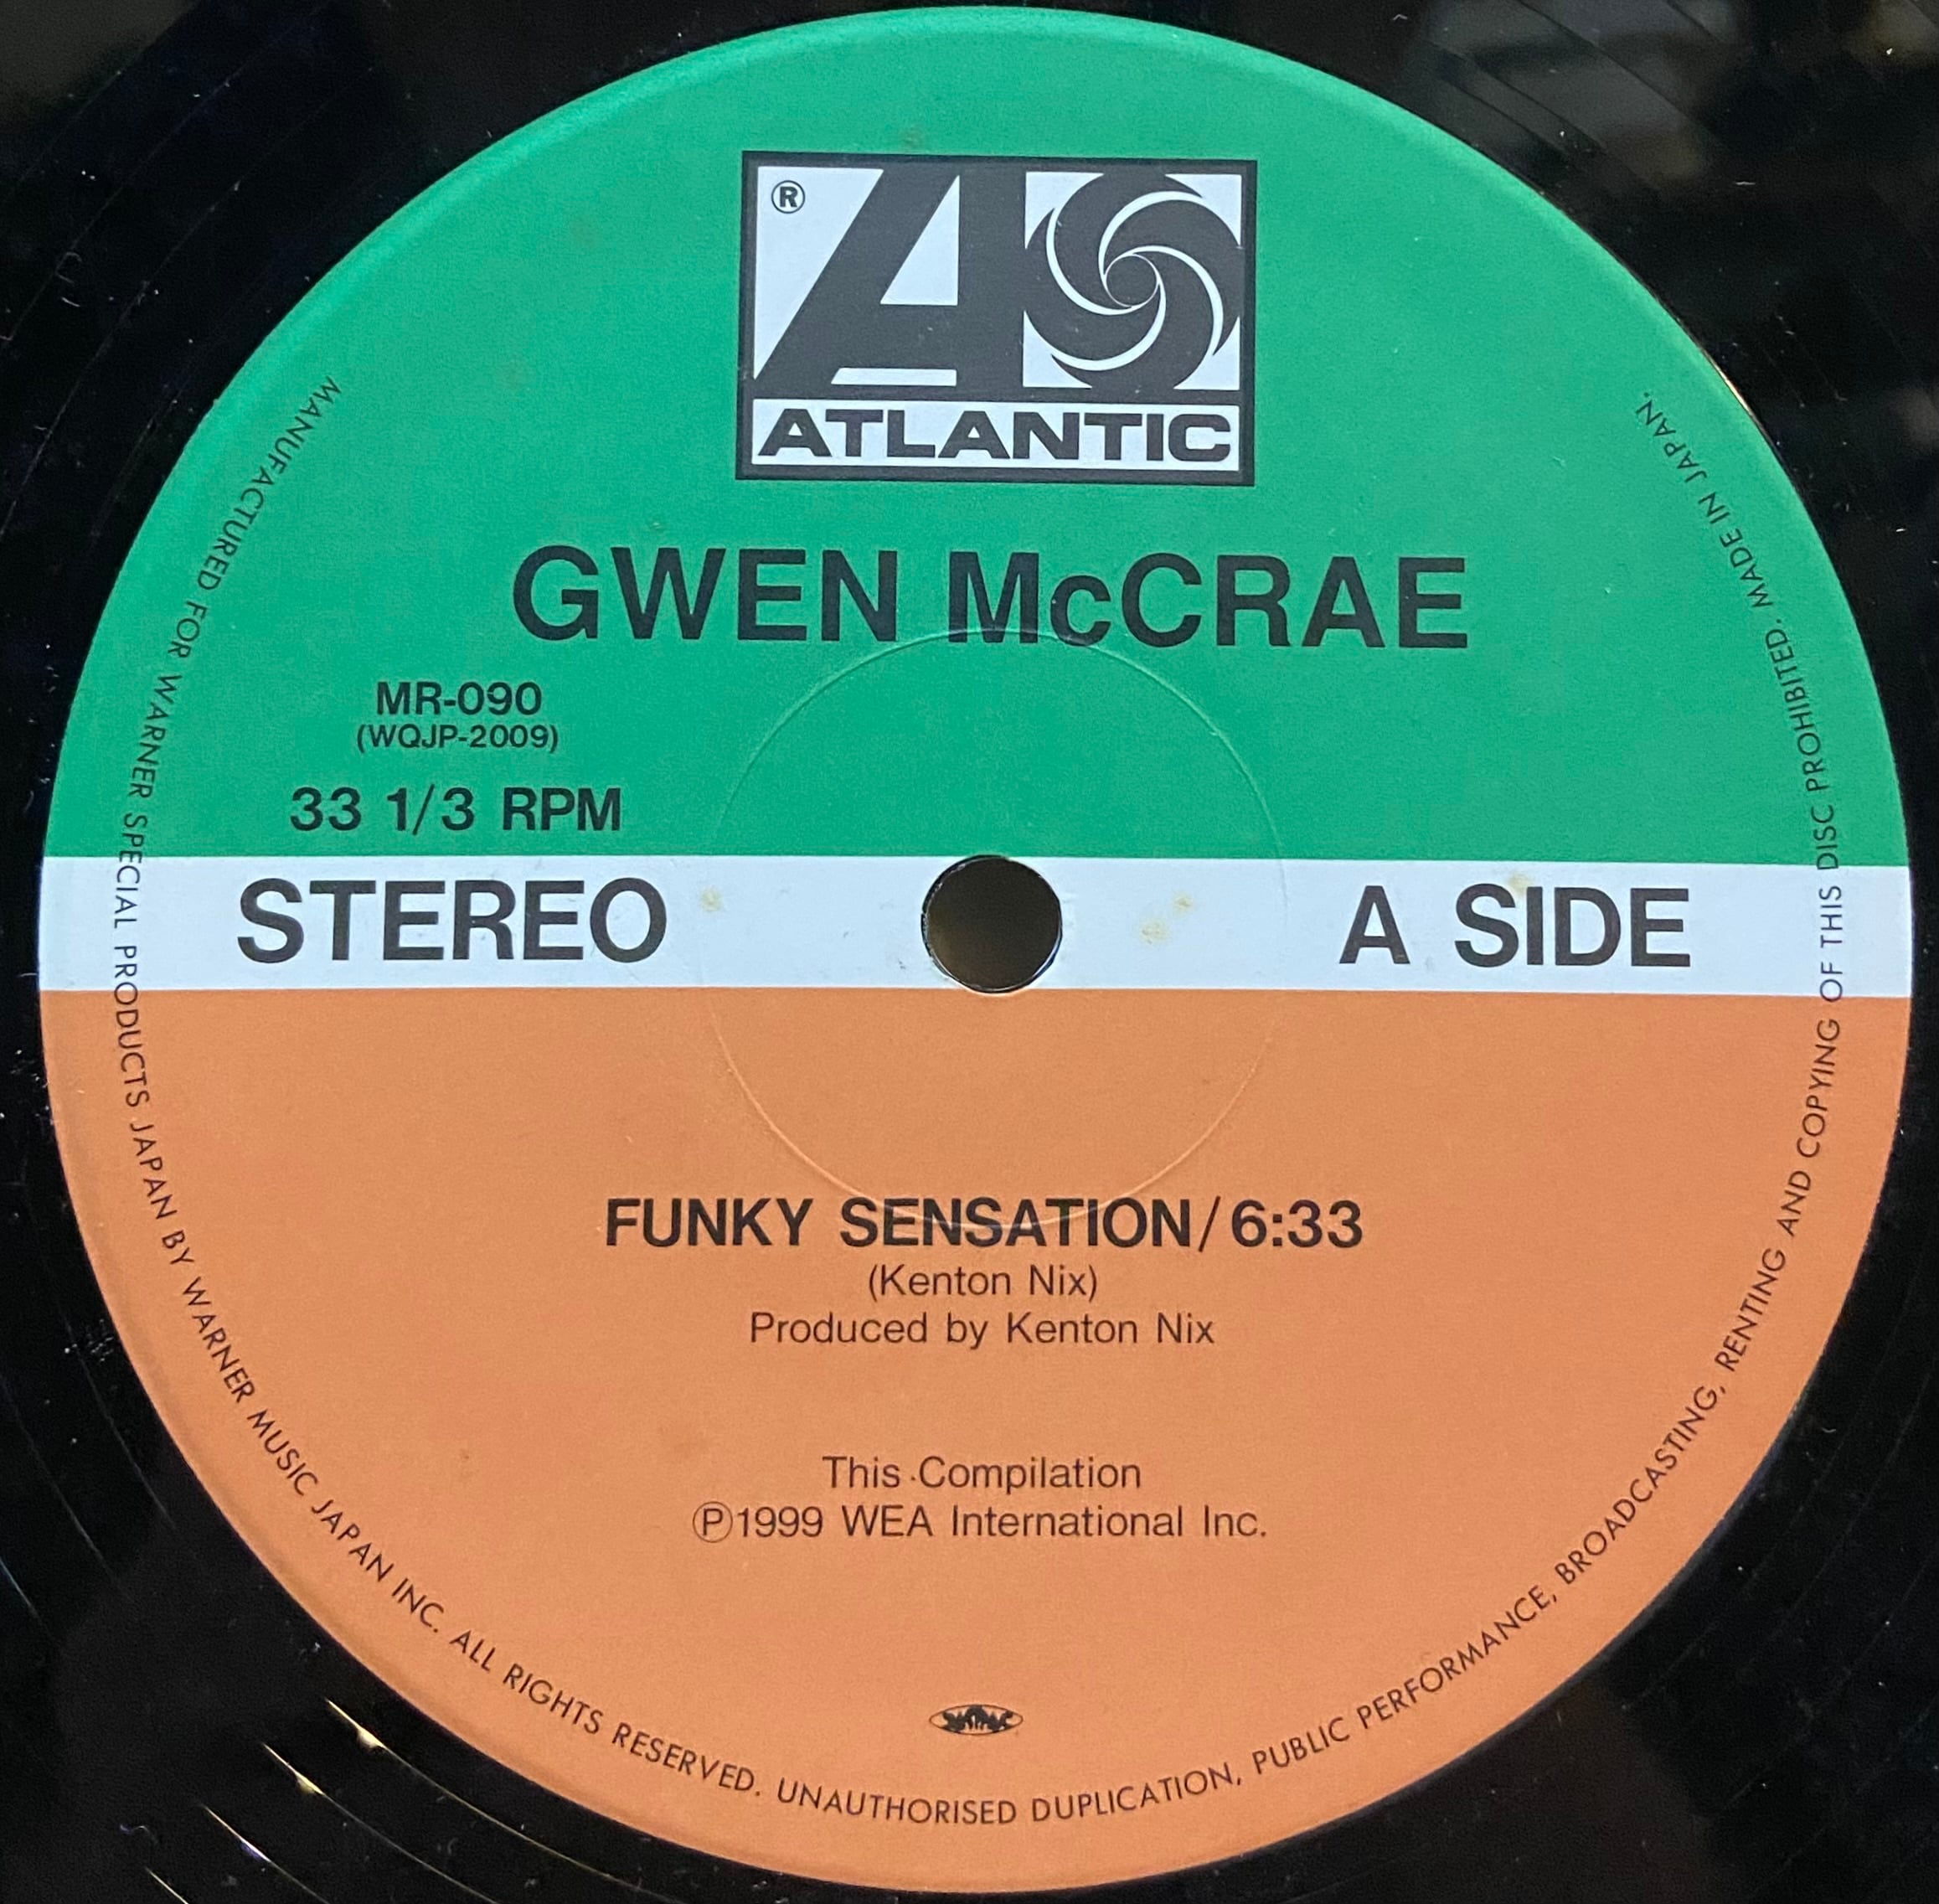 ®
ATLANTIC
GWEN McCRAE
MR-090
(WQJP-2009)
33 1/3 RPM
STEREO
A SIDE
FUNKY SENSATION/6:33
(Kenton Nix)
Produced by Kenton Nix
This Compilation
℗1999 WEA International Inc.
MANUFACTURED FOR WARNER SPECIAL PRODUCTS JAPAN BY WARNER MUSIC JAPAN INC. ALL RIGHTS RESERVED. UNAUTHORISED DUPLICATION, PUBLIC PERFORMANCE, BROADCASTING, RENTING AND COPYING OF THIS DISC PROHIBITED. MADE IN JAPAN.